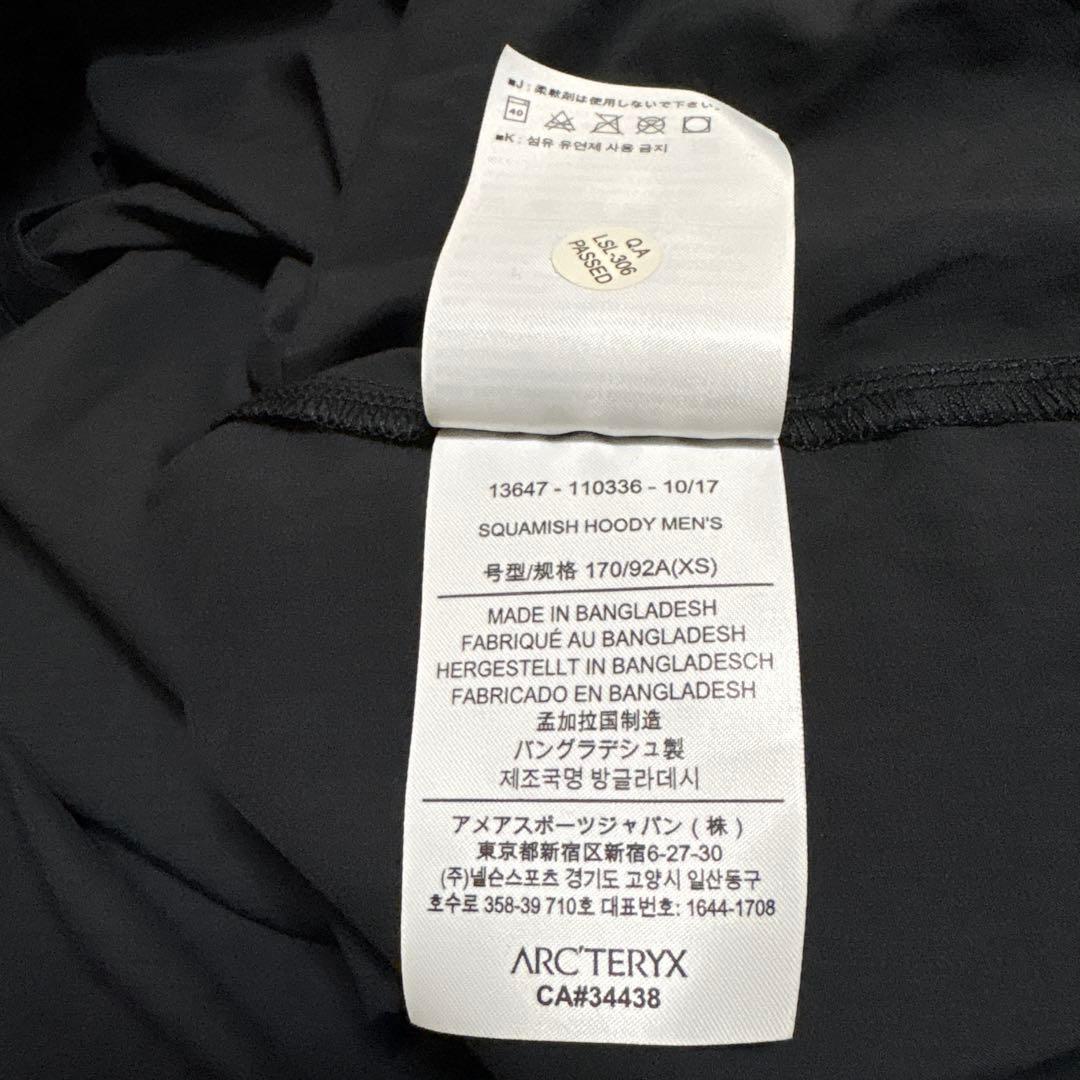 ■J : 柔軟剤は使用しないで下さい。
40
■K : 섬유 유연제 사용 금지
Q.A
LSL-306
PASSED
13647 - 110336 - 10/17
SQUAMISH HOODY MEN'S
号型/规格 170/92A(XS)
MADE IN BANGLADESH
FABRIQUÉ AU BANGLADESH
HERGESTELLT IN BANGLADESCH
FABRICADO EN BANGLADESH
孟加拉国制造
バングラデシュ製
제조국명 방글라데시
アメアスポーツジャパン ( 株 )
東京都新宿区新宿6-27-30
(주)넬슨스포츠 경기도 고양시 일산동구
호수로 358-39 710호 대표번호: 1644-1708
ARC'TERYX
CA#34438